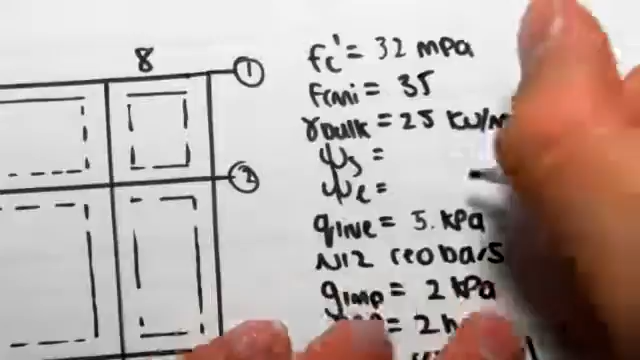 8
1
fc' = 32 mpa
fcmi = 35
2
γbulk = 25
ψs =
ψl =
qlive = 5. kPa
N12 reobars
qimp = 2 kPa
= 2h